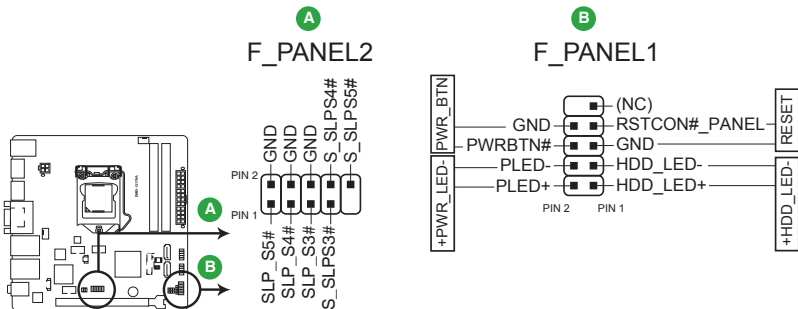 A
F_PANEL2
S_SLPS4#
S_SLPS5#
GND
GND
GND
PIN 2
PIN 1
SLP_S5#
SLP_S4#
SLP_S3#
S_SLPS3#
A
B
B
F_PANEL1
PWR_BTN
+PWR_LED-
(NC)
GND
RSTCON#_PANEL
PWRBTN#
GND
PLED-
HDD_LED-
PLED+
HDD_LED+
PIN 2
PIN 1
RESET
+HDD_LED-